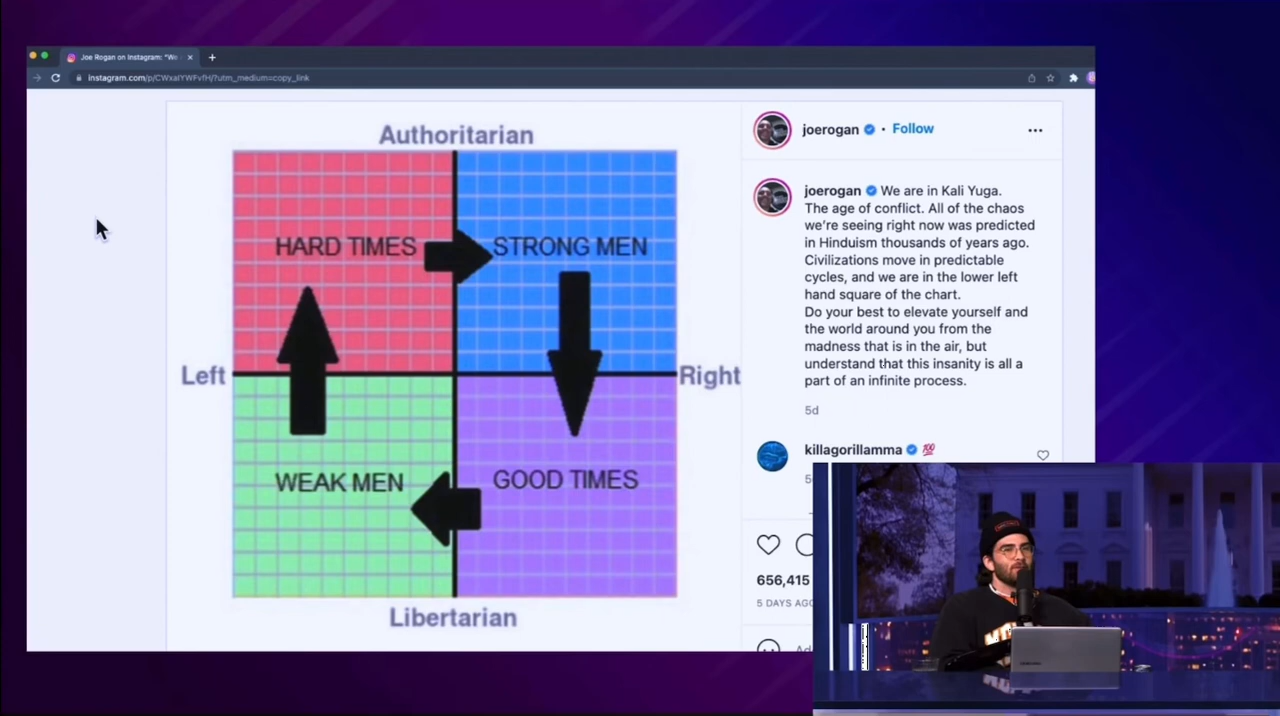 Joe Rogan on Instagram: "We
instagram.com/p/CWxalYWFvfH/?utm_medium=copy_link
Authoritarian
HARD TIMES
STRONG MEN
Left
Right
WEAK MEN
GOOD TIMES
Libertarian
joerogan • Follow
joerogan We are in Kali Yuga.
The age of conflict. All of the chaos
we're seeing right now was predicted
in Hinduism thousands of years ago.
Civilizations move in predictable
cycles, and we are in the lower left
hand square of the chart.
Do your best to elevate yourself and
the world around you from the
madness that is in the air, but
understand that this insanity is all a
part of an infinite process.
5d
killagorillamma 💯
656,415
5 DAYS AGO